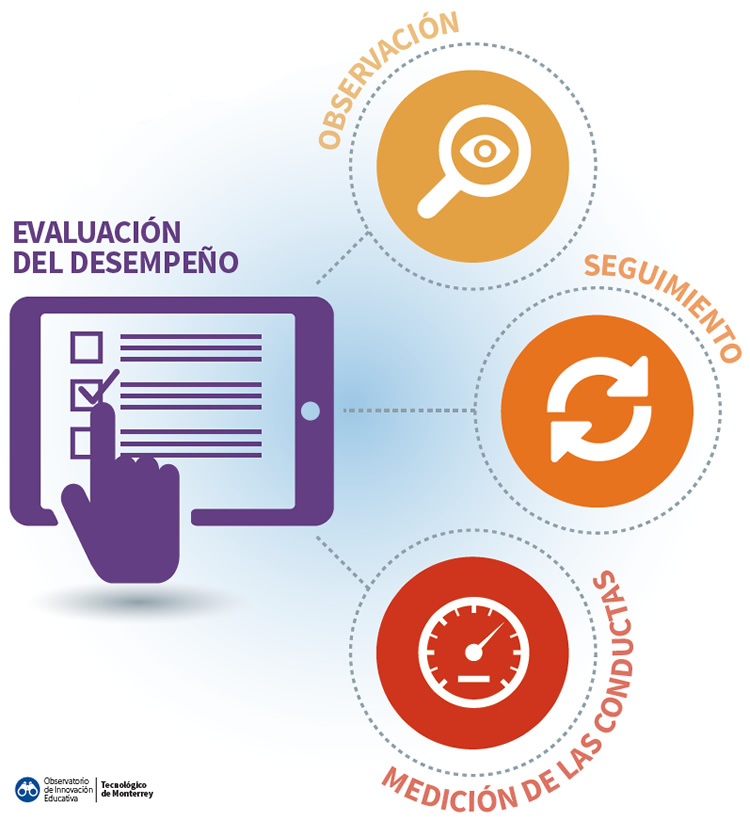 OBSERVACIÓN
EVALUACIÓN
DEL DESEMPEÑO
SEGUIMIENTO
MEDICIÓN DE LAS CONDUCTAS
Observatorio
de Innovación
Educativa
Tecnológico
de Monterrey